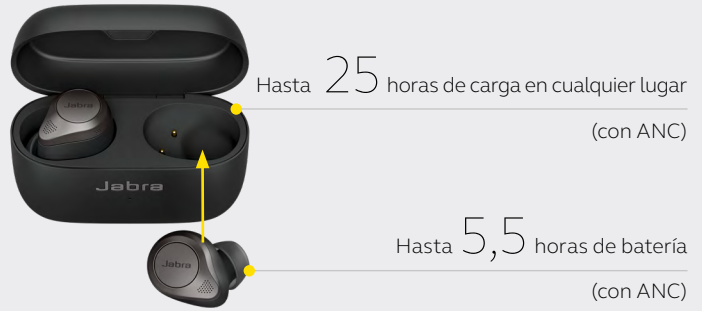 Jabra
Hasta 25 horas de carga en cualquier lugar
(con ANC)
Jabra
Hasta 5,5 horas de batería
Jabra
(con ANC)